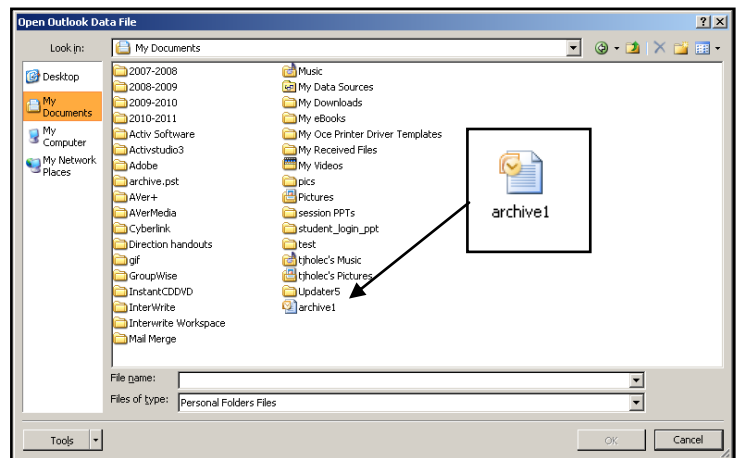 Open Outlook Data File
Look in:
My Documents
Desktop
My
Documents
My
Computer
My Network
Places
2007-2008
2008-2009
2009-2010
2010-2011
Activ Software
Activstudio3
Adobe
archive.pst
AVer+
AVerMedia
Cyberlink
Direction handouts
gif
GroupWise
InstantCDDVD
InterWrite
Interwrite Workspace
Mail Merge
Music
My Data Sources
My Downloads
My eBooks
My Oce Printer Driver Templates
My Received Files
My Videos
pics
Pictures
session PPTs
student_login_ppt
test
tjholec's Music
tjholec's Pictures
Updater5
archive1
archive1
File name:
Files of type: Personal Folders Files
Tools
OK
Cancel